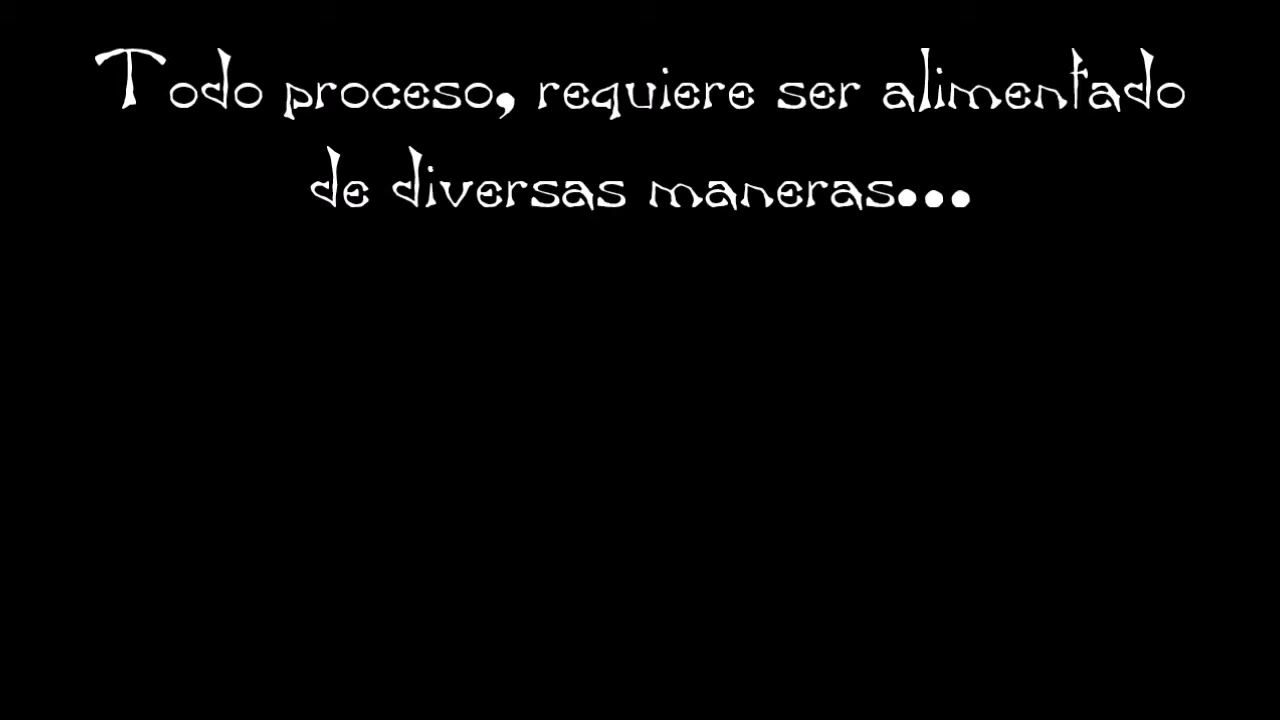 Todo proceso, requiere ser alimentado
de diversas maneras...